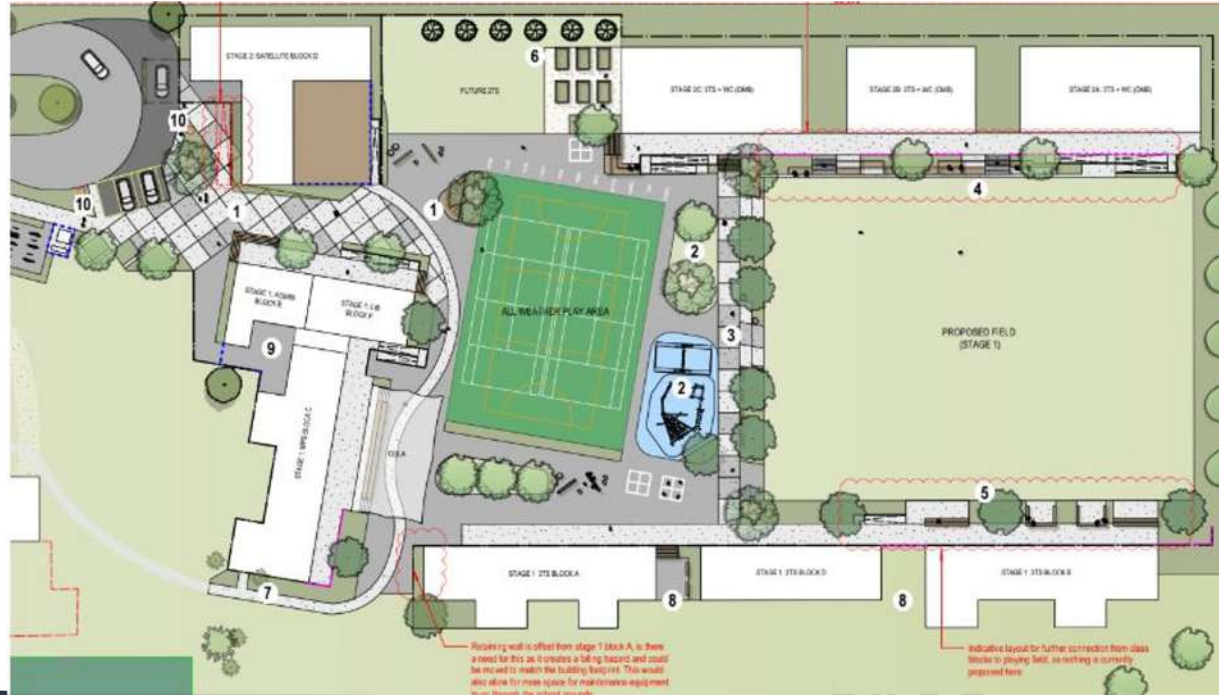 STAGE 2: SATELLITE BLOCK D
6
FUTURE 2TS
STAGE 2C: 2TS + WC (OMB)
STAGE 2B: 2TS + WC (OMB)
STAGE 2A: 2TS + WC (OMB)
10
10
1
1
4
2
STAGE 1: ADMIN
BLOCK B
STAGE 1: LIB
BLOCK F
ALL WEATHER PLAY AREA
3
PROPOSED FIELD
(STAGE 1)
9
2
STAGE 1: MPS BLOCK C
5
7
STAGE 1: 2TS BLOCK A
STAGE 1: 2TS BLOCK D
8
8
Retaining wall is offset from stage 1 block A, is there
a need for this as it creates a falling hazard and could
be moved to match the building footprint. This would
also allow for more space for maintenance equipment
to go through the school grounds.
Indicative layout for further connection from class
blocks to playing field, as nothing is currently
proposed here